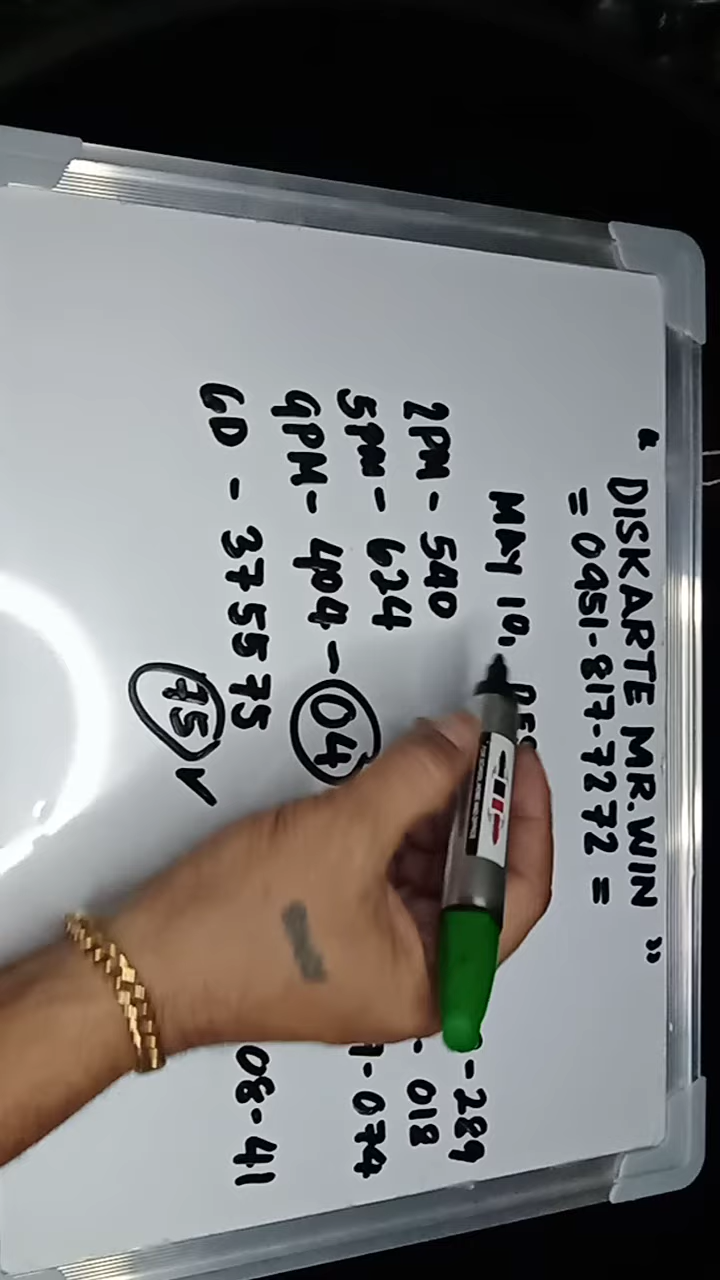 “ DISKARTE MR. WIN ”
= 0951-817-7272 =
MAY 10,
2PM - 540
5PM - 624
9PM - 404 - 04
6D - 375575
75
-289
- 018
- 074
08-41